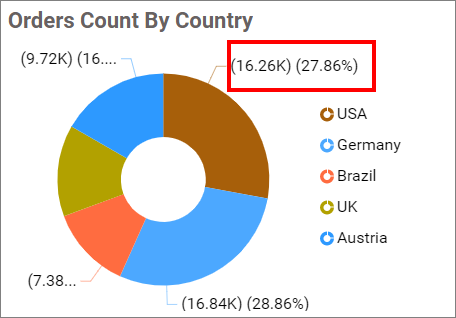 Orders Count By Country
(9.72K) (16....
(16.26K) (27.86%)
USA
Germany
Brazil
UK
Austria
(7.38...
(16.84K) (28.86%)